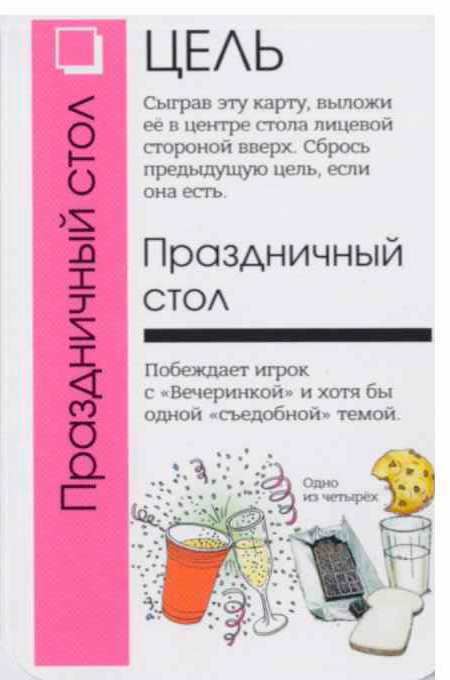 Праздничный стол
ЦЕЛЬ
Сыграв эту карту, выложи
её в центре стола лицевой
стороной вверх. Сбрось
предыдущую цель, если
она есть.
Праздничный
стол
Побеждает игрок
с «Вечеринкой» и хотя бы
одной «съедобной» темой.
Одно
из четырёх